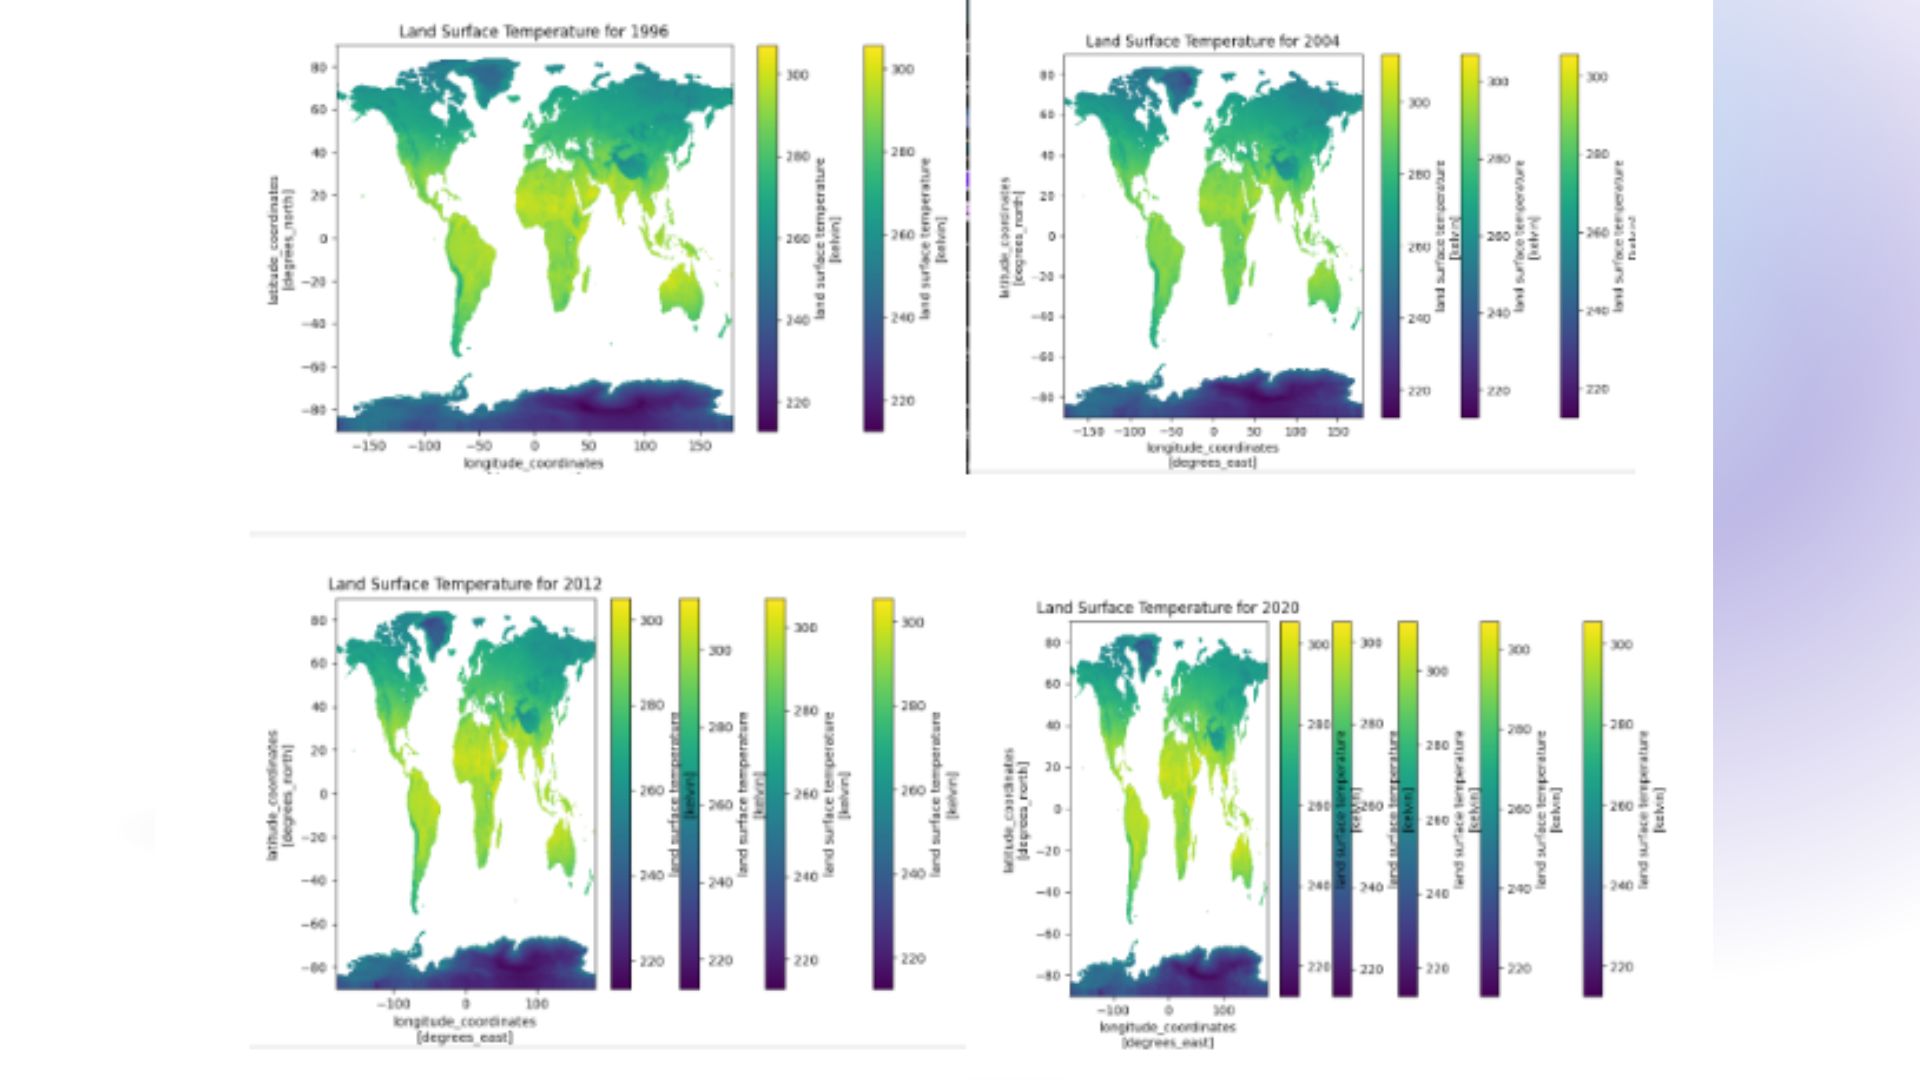 Land Surface Temperature for 1996
80
60
40
20
0
−20
−40
−60
−80
latitude_coordinates
[degrees_north]
−150 −100 −50 0 50 100 150
longitude_coordinates
300
280
260
240
220
land surface temperature
[kelvin]
300
280
260
240
220
land surface temperature
[kelvin]
Land Surface Temperature for 2004
80
60
40
20
0
−20
−40
−60
−80
latitude_coordinates
[degrees_north]
−150 −100 −50 0 50 100 150
longitude_coordinates
[degrees_east]
300
280
260
240
220
land surface temperature
[kelvin]
300
280
260
240
220
land surface temperature
[kelvin]
300
280
260
240
220
land surface temperature
Land Surface Temperature for 2012
80
60
40
20
0
−20
−40
−60
−80
latitude_coordinates
[degrees_north]
−100 0 100
longitude_coordinates
[degrees_east]
300
280
260
240
220
land surface temperature
[kelvin]
300
280
260
240
220
land surface temperature
[kelvin]
300
280
260
240
220
land surface temperature
[kelvin]
300
280
260
240
220
land surface temperature
[kelvin]
Land Surface Temperature for 2020
80
60
40
20
0
−20
−40
−60
−80
latitude_coordinates
[degrees_north]
−100 0 100
longitude_coordinates
[degrees_east]
300
280
260
240
220
land surface temperature
[kelvin]
300
280
260
240
220
land surface temperature
[kelvin]
300
280
260
240
220
land surface temperature
[kelvin]
300
280
260
240
220
land surface temperature
[kelvin]
300
280
260
240
220
land surface temperature
[kelvin]